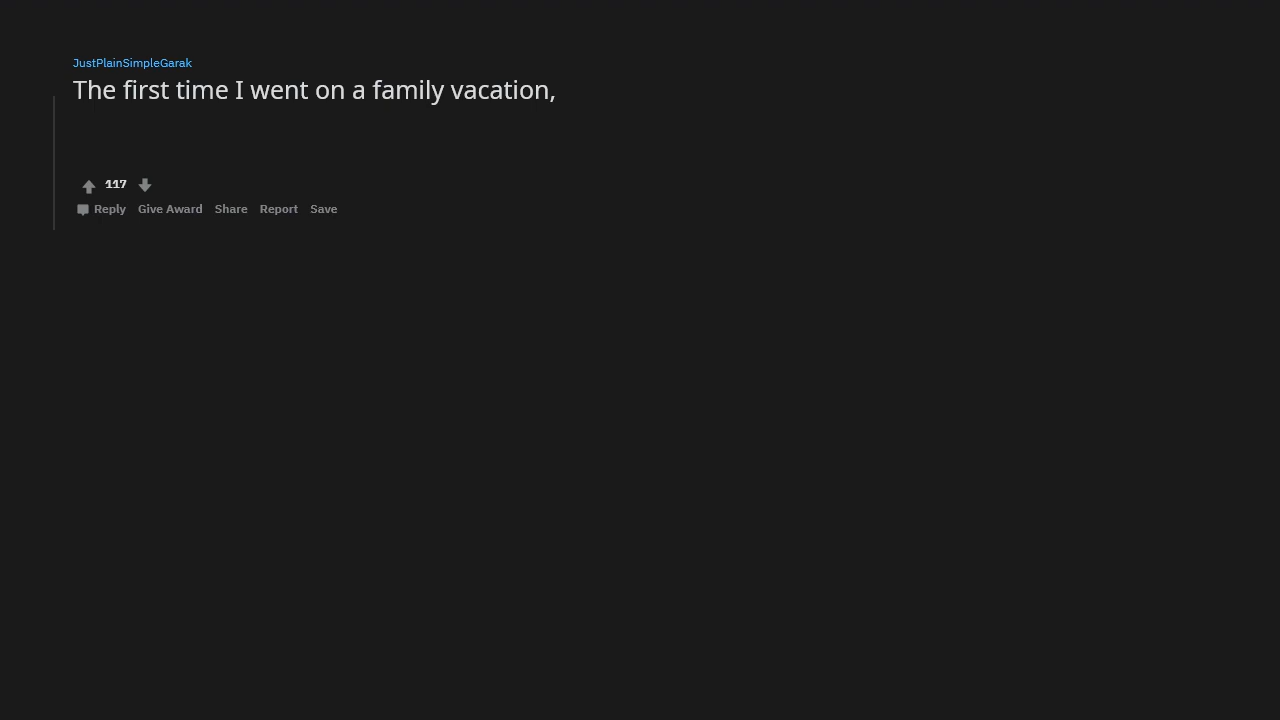 JustPlainSimpleGarak
The first time I went on a family vacation,
117
Reply Give Award Share Report Save